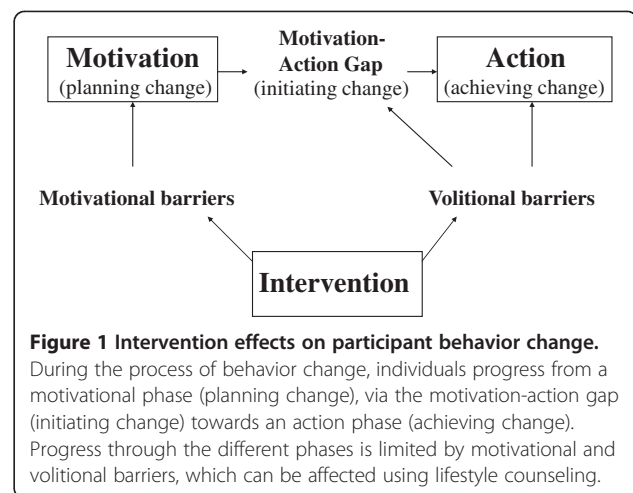 Motivation
(planning change)
Motivation-
Action Gap
(initiating change)
Action
(achieving change)
Motivational barriers
Volitional barriers
Intervention
Figure 1 Intervention effects on participant behavior change.
During the process of behavior change, individuals progress from a
motivational phase (planning change), via the motivation-action gap
(initiating change) towards an action phase (achieving change).
Progress through the different phases is limited by motivational and
volitional barriers, which can be affected using lifestyle counseling.